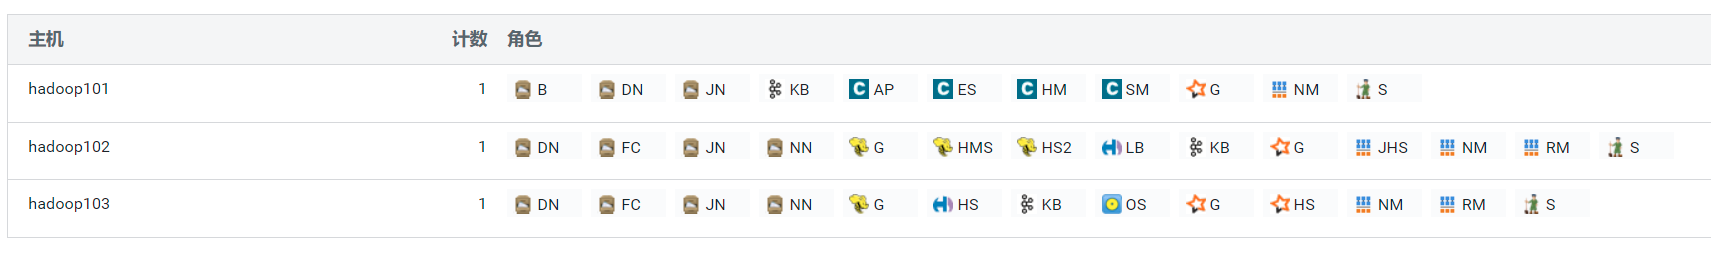 主机 计数 角色
hadoop101 1 B DN JN KB AP ES HM SM G NM S
hadoop102 1 DN FC JN NN G HMS HS2 LB KB G JHS NM RM S
hadoop103 1 DN FC JN NN G HS KB OS G HS NM RM S